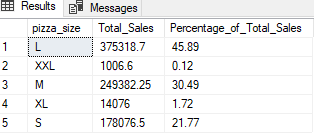 Results Messages
pizza_size Total_Sales Percentage_of_Total_Sales
1 L 375318.7 45.89
2 XXL 1006.6 0.12
3 M 249382.25 30.49
4 XL 14076 1.72
5 S 178076.5 21.77